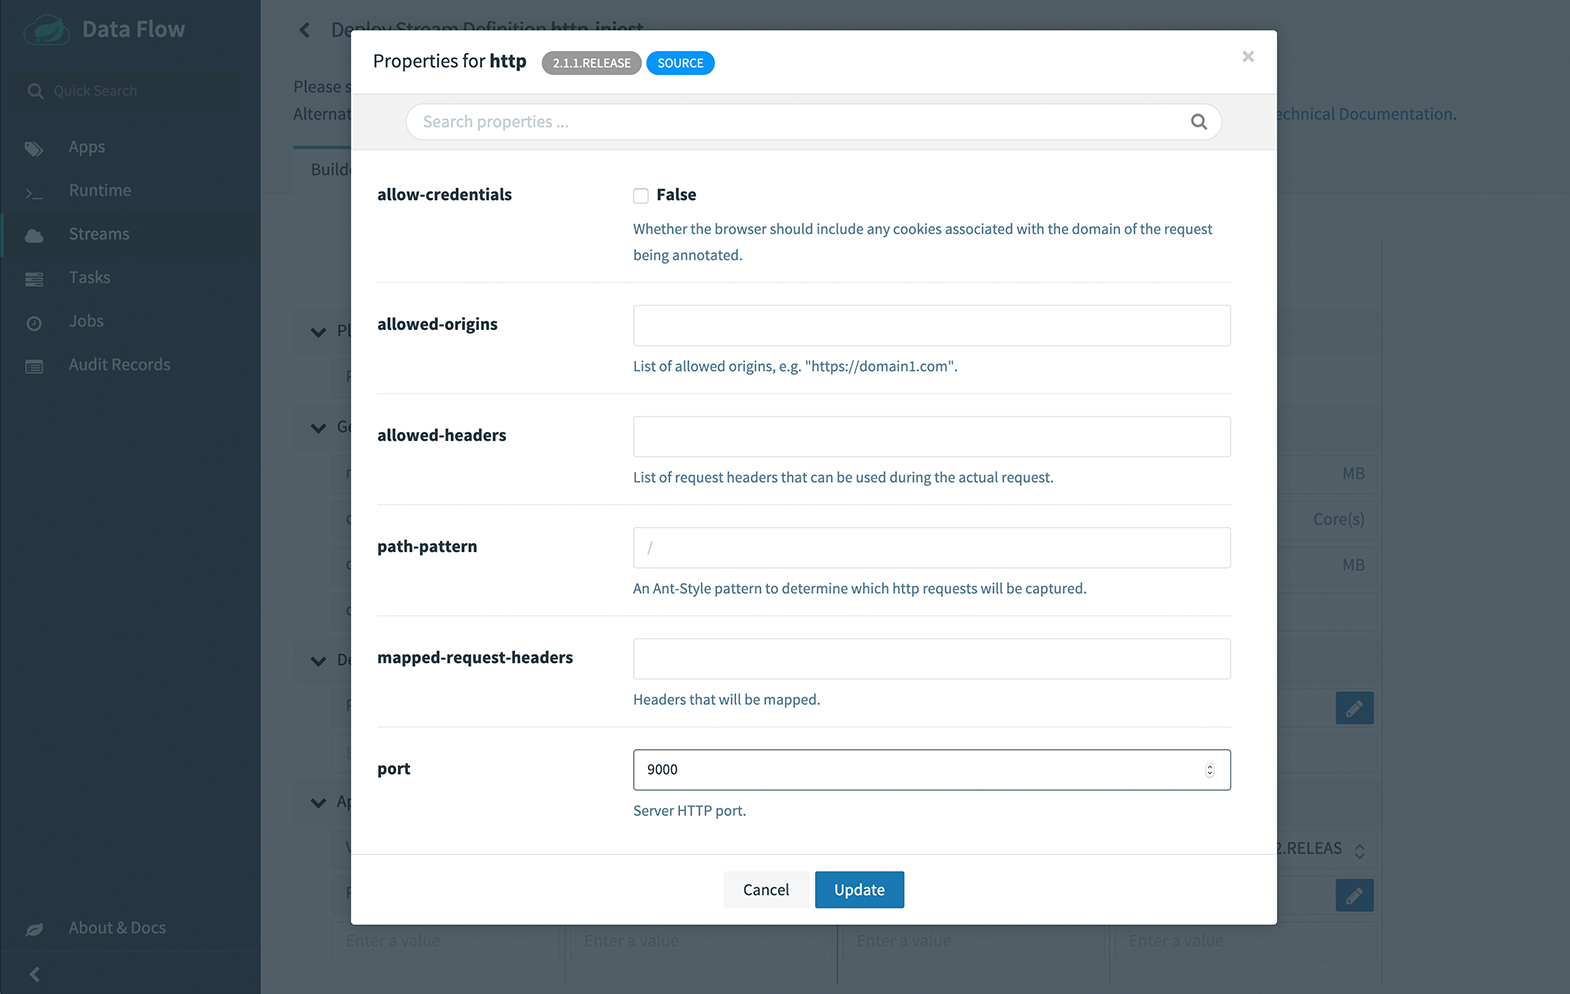 Data Flow
Quick Search
Apps
Runtime
Streams
Tasks
Jobs
Audit Records
About & Docs
Deploy Stream Definition http-ingest
Please
Alternat
echnical Documentation.
Builde
Properties for http 2.1.1.RELEASE SOURCE
×
Search properties ...
allow-credentials
False
Whether the browser should include any cookies associated with the domain of the request
being annotated.
allowed-origins
List of allowed origins, e.g. "https://domain1.com".
allowed-headers
List of request headers that can be used during the actual request.
path-pattern
/
An Ant-Style pattern to determine which http requests will be captured.
mapped-request-headers
Headers that will be mapped.
port
9000
Server HTTP port.
Cancel
Update
MB
Core(s)
MB
2.RELEAS
Enter a value
Enter a value
Enter a value
Enter a value